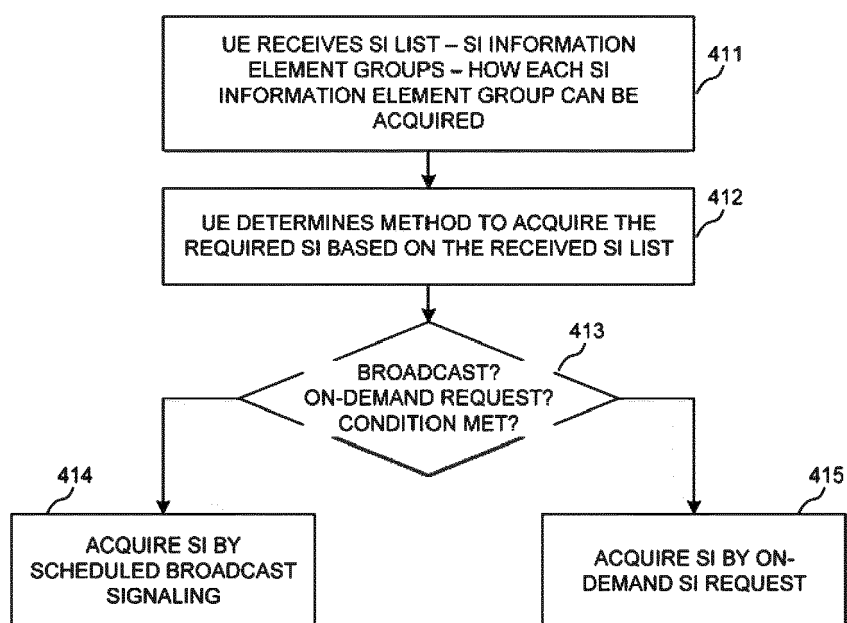 UE RECEIVES SI LIST – SI INFORMATION
ELEMENT GROUPS – HOW EACH SI
INFORMATION ELEMENT GROUP CAN BE
ACQUIRED
411
UE DETERMINES METHOD TO ACQUIRE THE
REQUIRED SI BASED ON THE RECEIVED SI LIST
412
BROADCAST?
ON-DEMAND REQUEST?
CONDITION MET?
413
414
ACQUIRE SI BY
SCHEDULED BROADCAST
SIGNALING
415
ACQUIRE SI BY ON-
DEMAND SI REQUEST